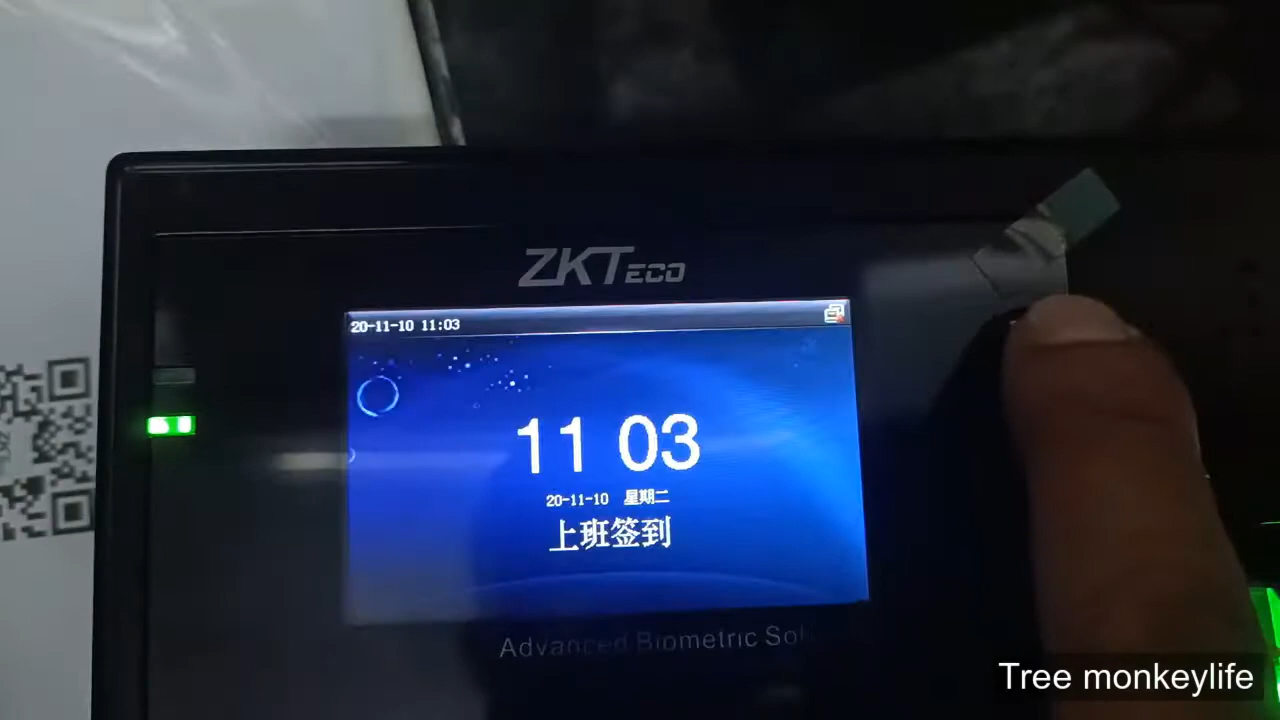 ZKTECO
20-11-10 11:03
11 03
20-11-10 星期二
上班签到
Advanced Biometric Sol
Tree monkeylife